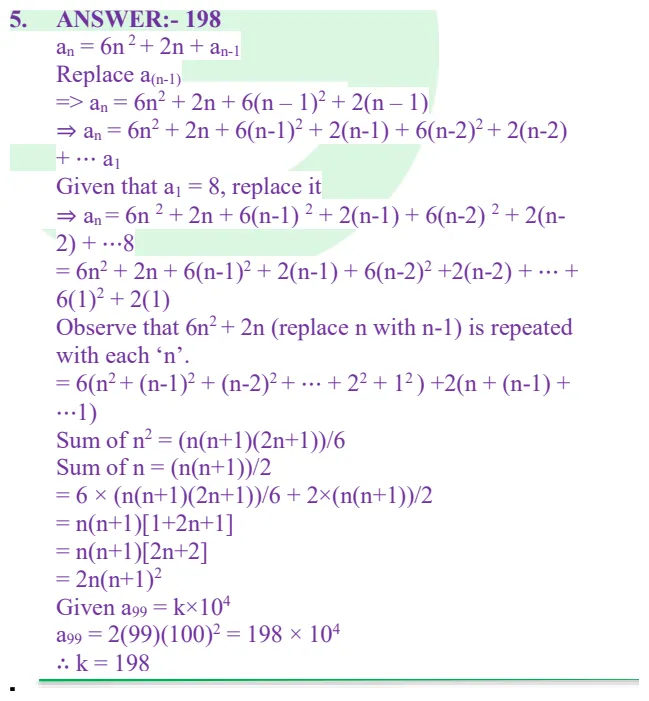 5. ANSWER:- 198
aₙ = 6n² + 2n + aₙ₋₁
Replace a₍ₙ₋₁₎
=> aₙ = 6n² + 2n + 6(n – 1)² + 2(n – 1)
⇒ aₙ = 6n² + 2n + 6(n-1)² + 2(n-1) + 6(n-2)² + 2(n-2)
+ ⋯ a₁
Given that a₁ = 8, replace it
⇒ aₙ = 6n ² + 2n + 6(n-1) ² + 2(n-1) + 6(n-2) ² + 2(n-
2) + ⋯8
= 6n² + 2n + 6(n-1)² + 2(n-1) + 6(n-2)² +2(n-2) + ⋯ +
6(1)² + 2(1)
Observe that 6n² + 2n (replace n with n-1) is repeated
with each ‘n’.
= 6(n² + (n-1)² + (n-2)² + ⋯ + 2² + 1² ) +2(n + (n-1) +
⋯1)
Sum of n² = (n(n+1)(2n+1))/6
Sum of n = (n(n+1))/2
= 6 × (n(n+1)(2n+1))/6 + 2×(n(n+1))/2
= n(n+1)[1+2n+1]
= n(n+1)[2n+2]
= 2n(n+1)²
Given a₉₉ = k×10⁴
a₉₉ = 2(99)(100)² = 198 × 10⁴
∴ k = 198